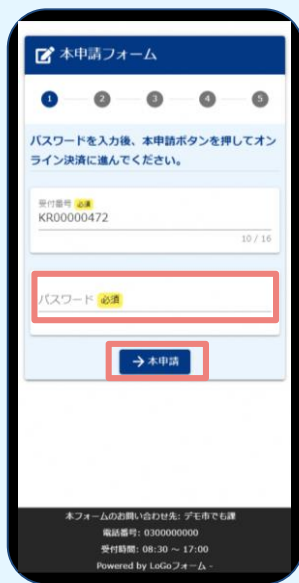 本申請フォーム
1 2 3 4 5
パスワードを入力後、本申請ボタンを押してオン
ライン決済に進んでください。
受付番号 必須
KR00000472
10 / 16
パスワード 必須
→本申請
本フォームのお問い合わせ先: デモ市でも課
電話番号: 0300000000
受付時間: 08:30 ～ 17:00
Powered by LoGoフォーム -